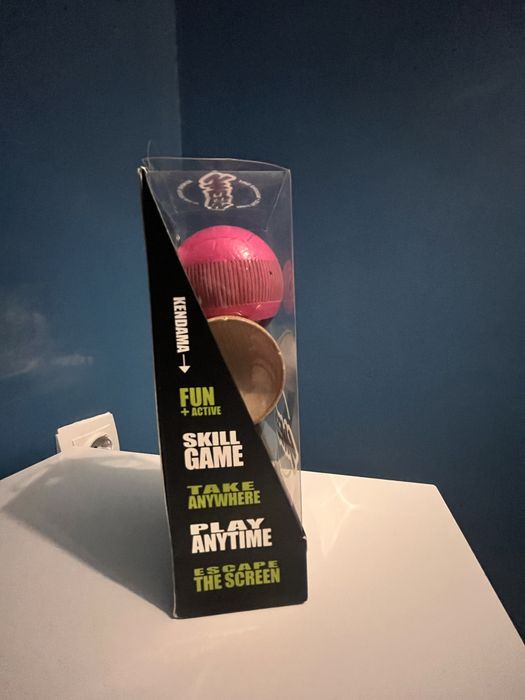 KENDAMA
FUN
+ ACTIVE
SKILL
GAME
TAKE
ANYWHERE
PLAY
ANYTIME
ESCAPE
THE SCREEN